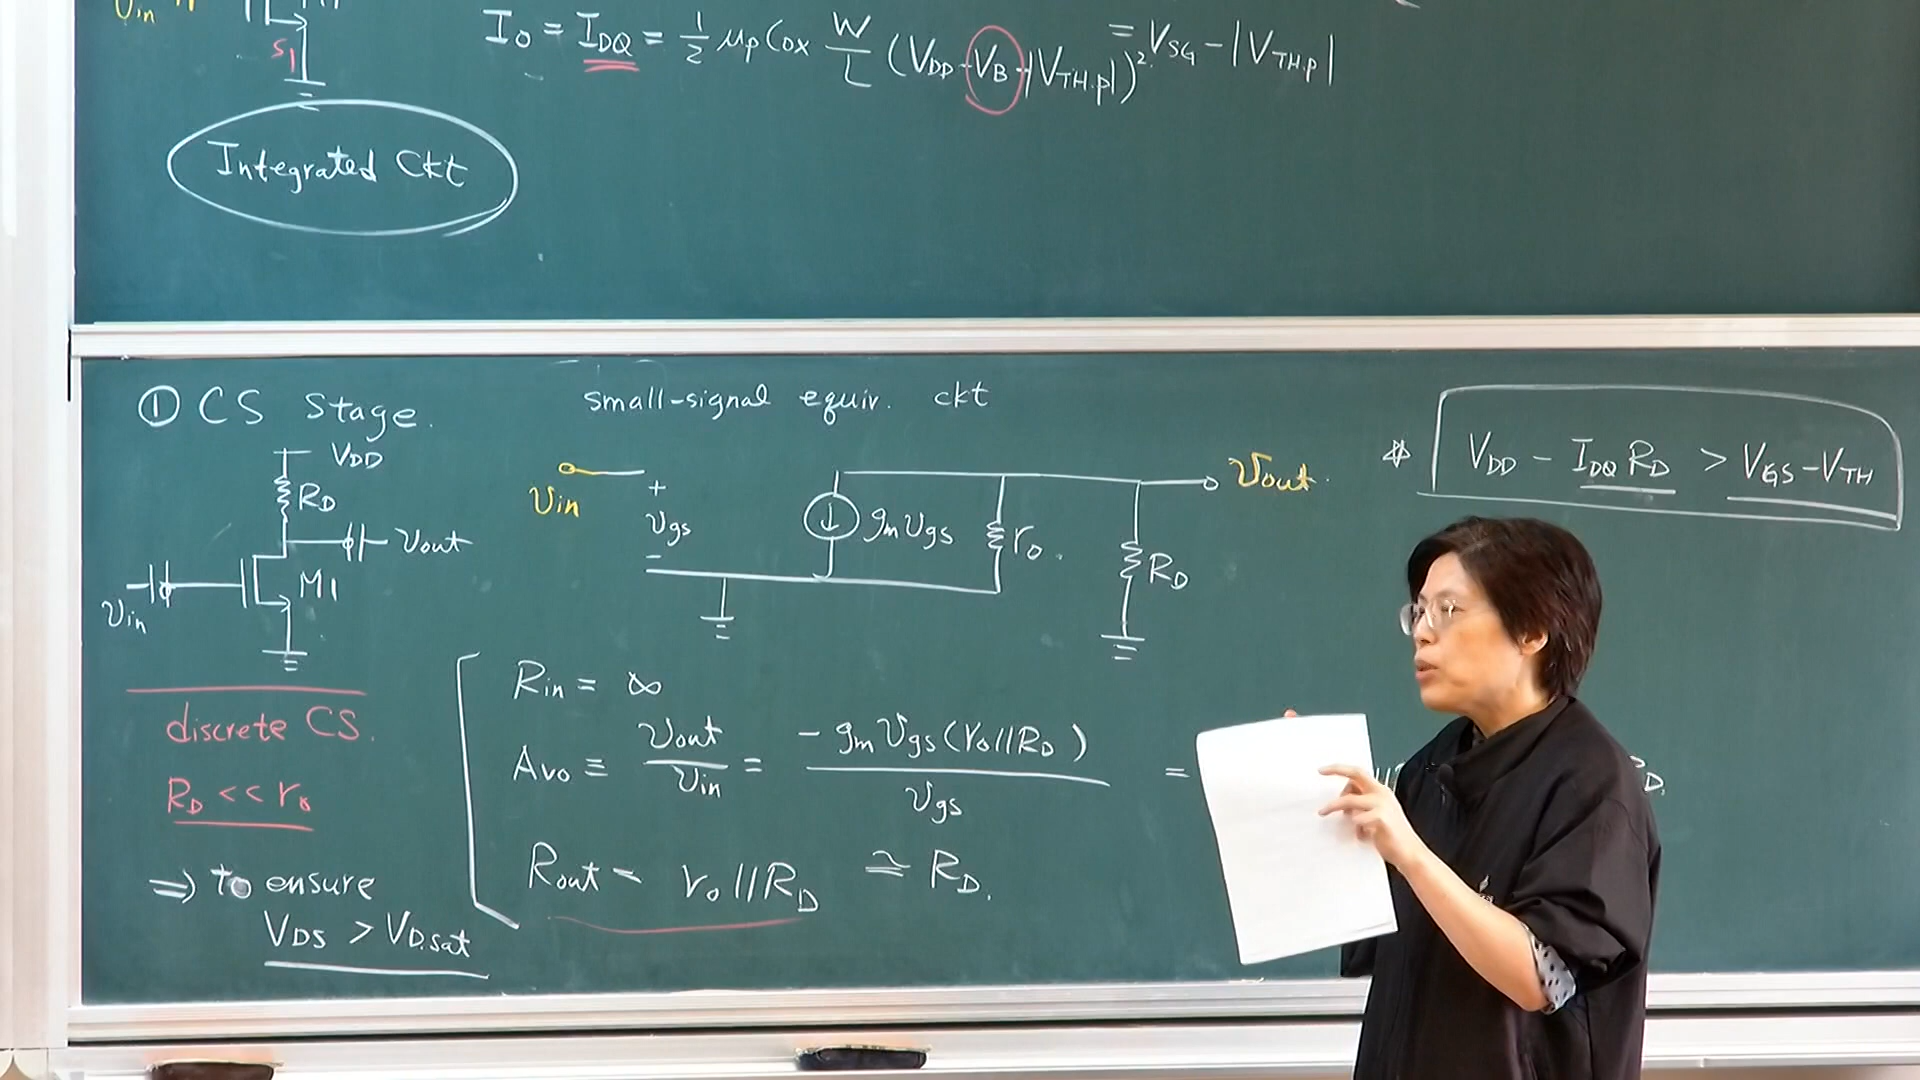 Vin
S1
I0 = IDQ = 1/2 μp Cox W/L (VDD - VB - |VTH.p|)²
= VSG - |VTH.p|
Integrated Ckt
① CS Stage.
small-signal equiv. ckt
VDD
RD
Vout
M1
Vin
Vin
+
Vgs
-
gmVgs
ro.
RD
Vout.
* VDD - IDQ RD > VGS - VTH
discrete CS.
RD << ro
⇒ to ensure
VDS > VD.sat
Rin = ∞
Avo ≡ Vout/Vin = -gmVgs(ro//RD)/Vgs =
Rout = ro//RD ≅ RD.